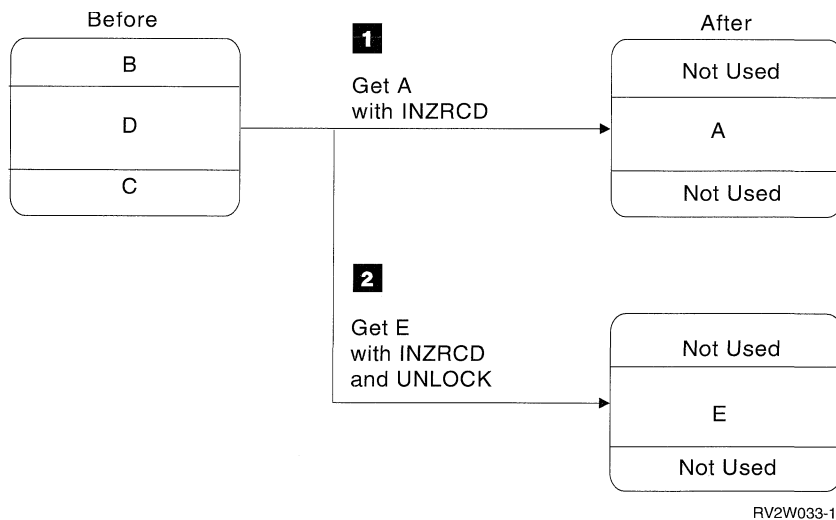 Before
After
B
D
C
1
Get A
with INZRCD
Not Used
A
Not Used
2
Get E
with INZRCD
and UNLOCK
Not Used
E
Not Used
RV2W033-1